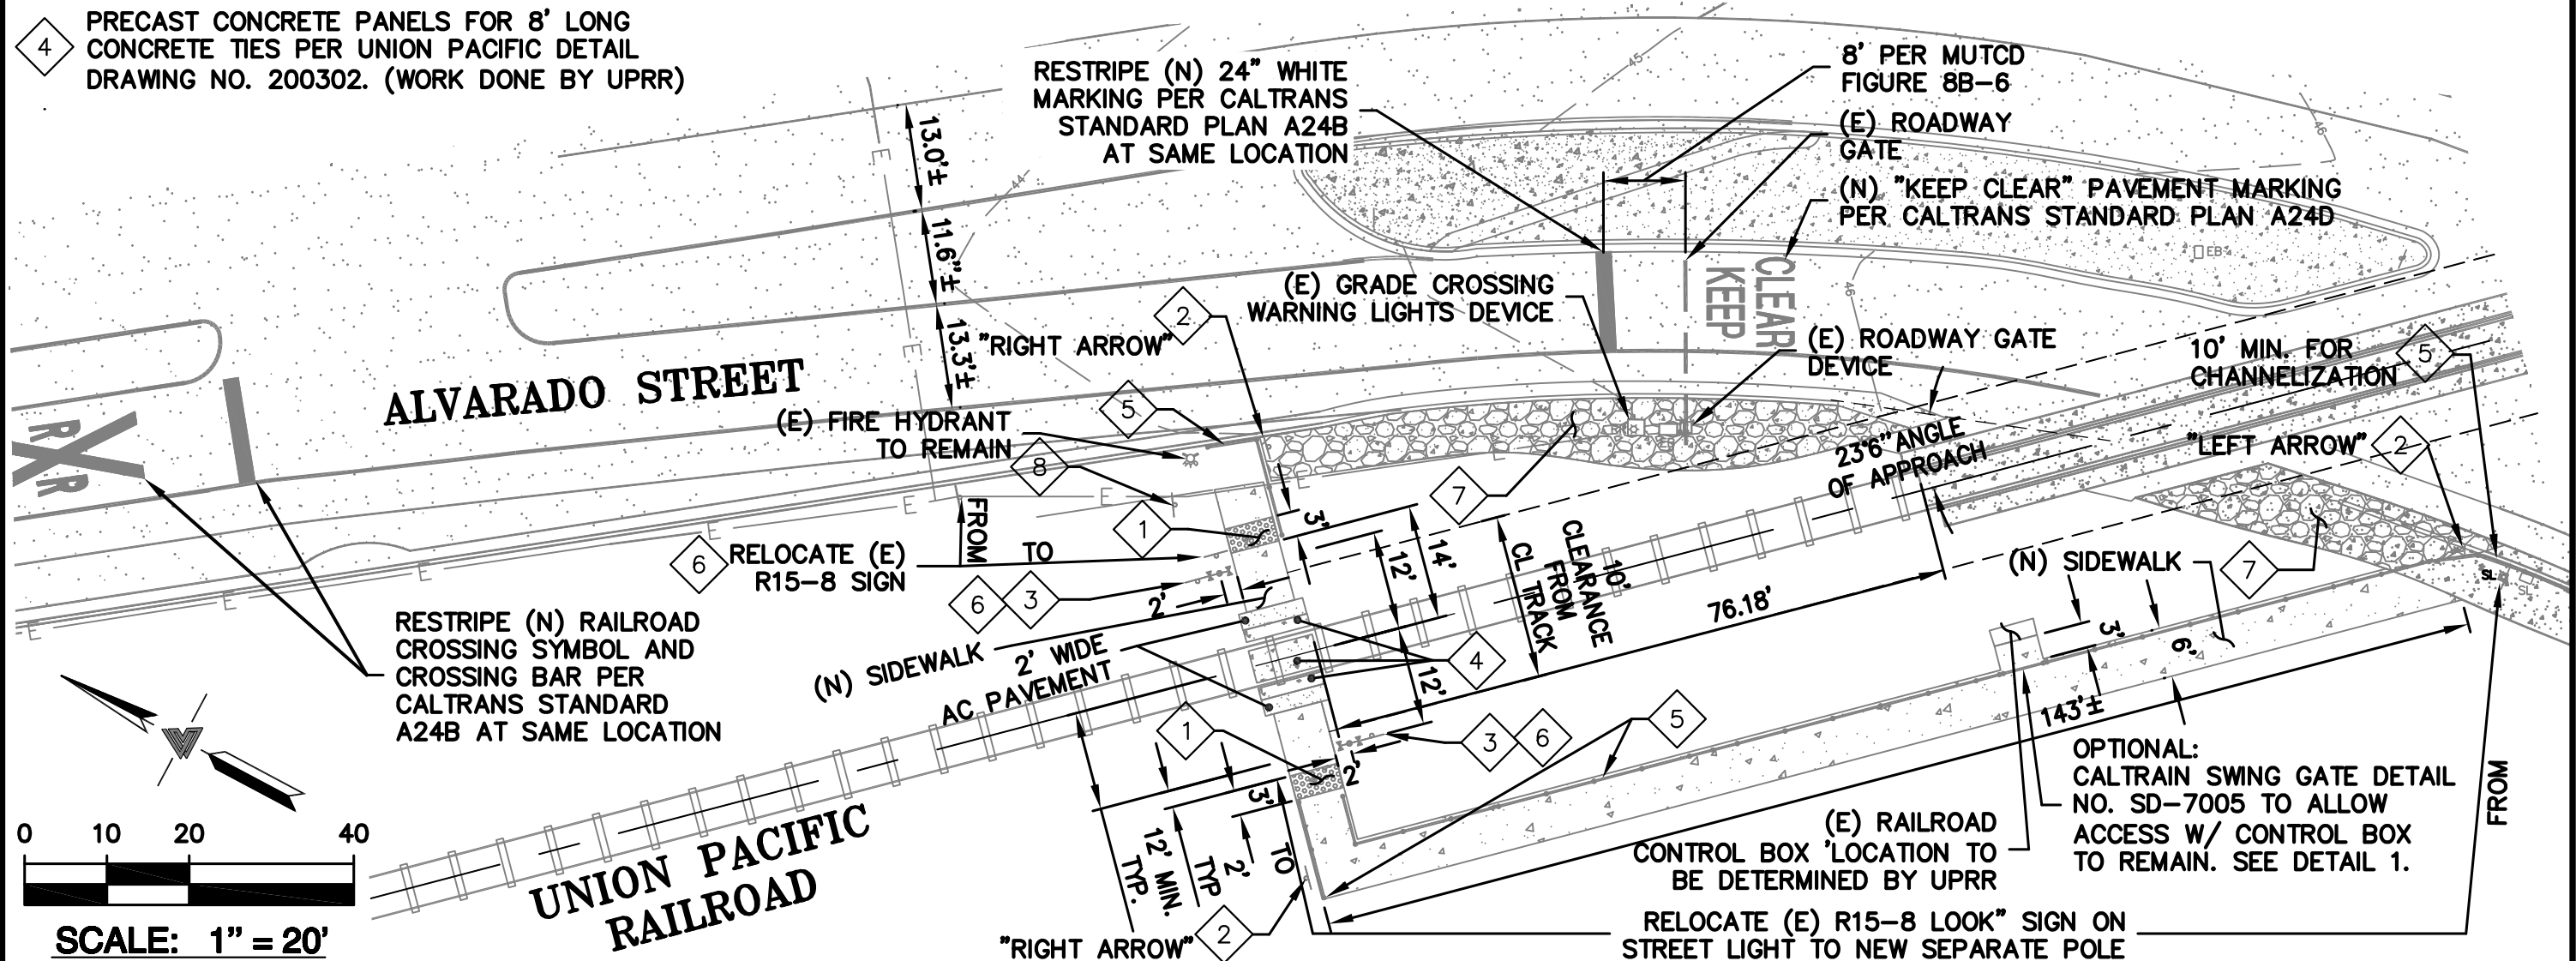 4
PRECAST CONCRETE PANELS FOR 8' LONG
CONCRETE TIES PER UNION PACIFIC DETAIL
DRAWING NO. 200302. (WORK DONE BY UPRR)
RESTRIPE (N) 24" WHITE
MARKING PER CALTRANS
STANDARD PLAN A24B
AT SAME LOCATION
8' PER MUTCD
FIGURE 8B-6
(E) ROADWAY
GATE
(N) "KEEP CLEAR" PAVEMENT MARKING
PER CALTRANS STANDARD PLAN A24D
45
46
44
46
EB
13.0'±
11.6"±
13.3'±
E
E
(E) GRADE CROSSING
WARNING LIGHTS DEVICE
KEEP
CLEAR
(E) ROADWAY GATE
DEVICE
10' MIN. FOR
CHANNELIZATION
5
"RIGHT ARROW"
2
ALVARADO STREET
RXR
5
(E) FIRE HYDRANT
TO REMAIN
8
7
23°6" ANGLE
OF APPROACH
"LEFT ARROW"
2
1
FROM
TO
6
RELOCATE (E)
R15-8 SIGN
6
3
2'
3'
12'
14'
12'
10'
CLEARANCE
FROM
CL TRACK
76.18'
(N) SIDEWALK
7
SL
SL
RESTRIPE (N) RAILROAD
CROSSING SYMBOL AND
CROSSING BAR PER
CALTRANS STANDARD
A24B AT SAME LOCATION
(N) SIDEWALK
2' WIDE
AC PAVEMENT
4
3'
6'
143'±
1
3
6
5
2'
3'
2'
TYP
12' MIN.
TYP.
TO
OPTIONAL:
CALTRAIN SWING GATE DETAIL
NO. SD-7005 TO ALLOW
ACCESS W/ CONTROL BOX
TO REMAIN. SEE DETAIL 1.
FROM
(E) RAILROAD
CONTROL BOX 'LOCATION TO
BE DETERMINED BY UPRR
UNION PACIFIC
RAILROAD
0 10 20 40
SCALE: 1" = 20'
"RIGHT ARROW"
2
RELOCATE (E) R15-8 LOOK" SIGN ON
STREET LIGHT TO NEW SEPARATE POLE